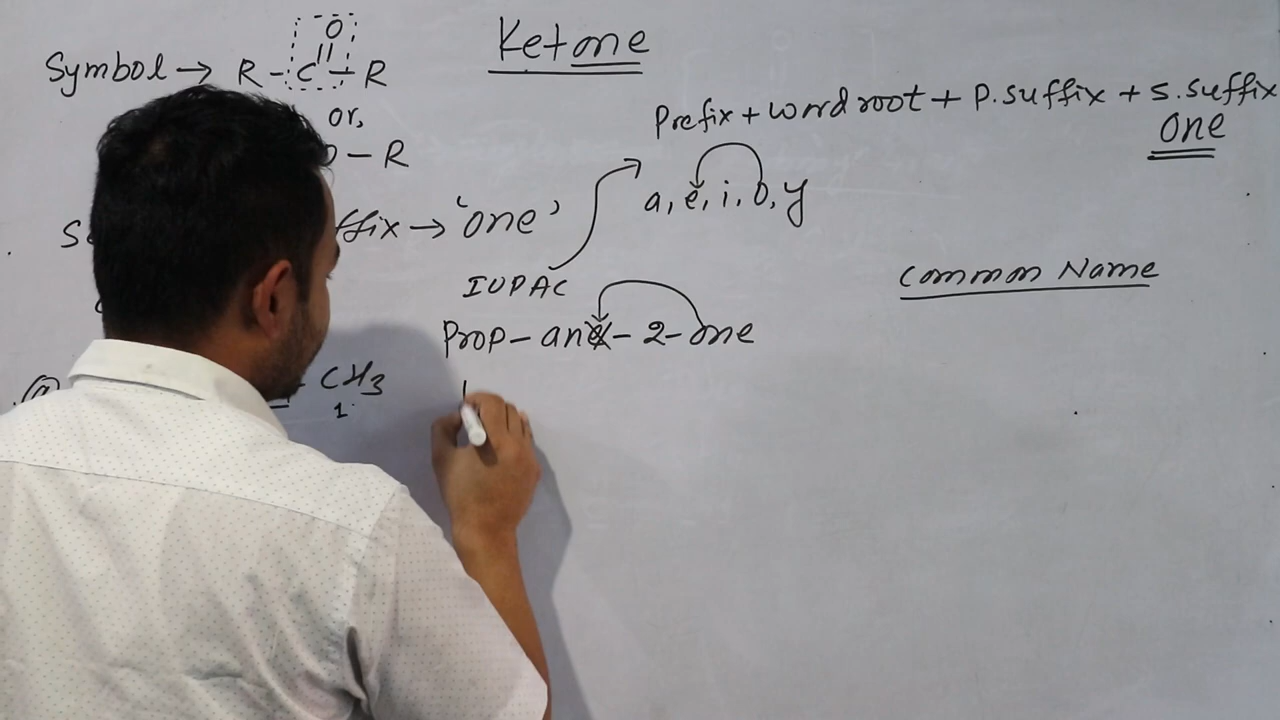 Ketone
O
||
Symbol → R - C - R
or,
- R
Prefix + word root + P. suffix + S. suffix
One
a, e, i, o, y
ffix → 'one'
IUPAC
Common Name
Prop - ane - 2 - one
CH3
1